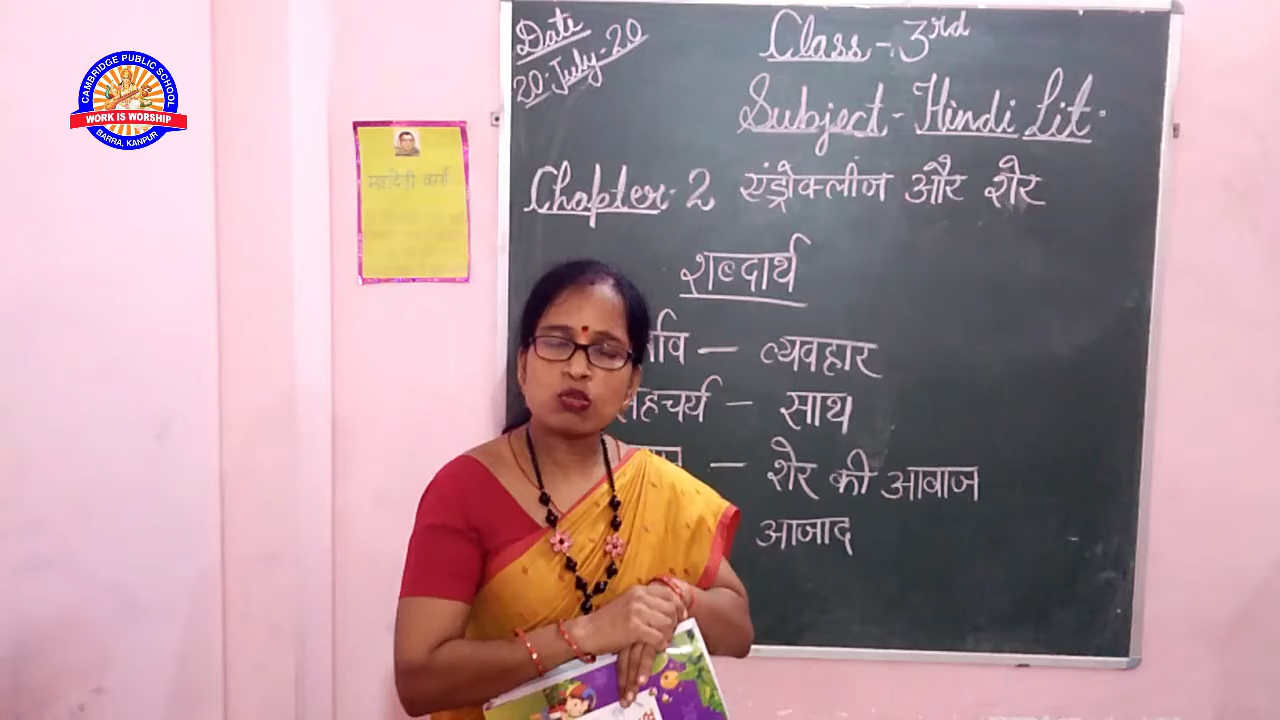 CAMBRIDGE PUBLIC SCHOOL
WORK IS WORSHIP
BARRA, KANPUR
महादेवी वर्मा
Date
20-July-20
Class-3rd
Subject-Hindi Lit.
Chapter-2 एंड्रोक्लीज और शेर
शब्दार्थ
— व्यवहार
साहचर्य — साथ
— शेर की आवाज
आजाद